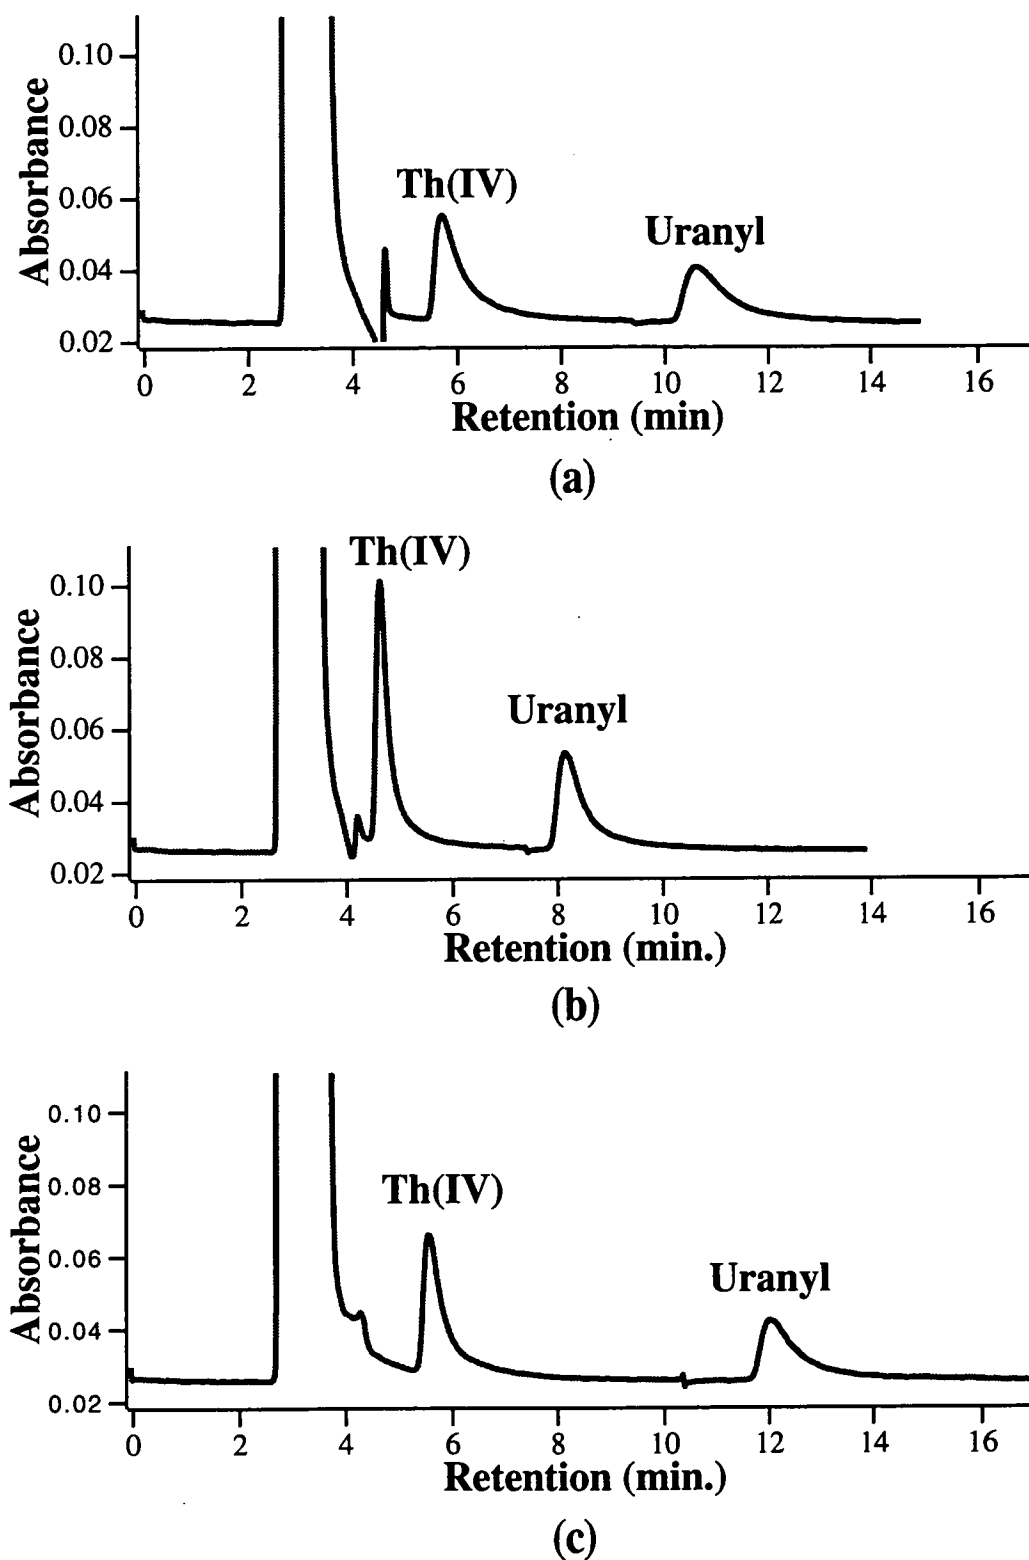 Absorbance
0.10
0.08
0.06
0.04
0.02
Th(IV)
Uranyl
0 2 4 6 8 10 12 14 16
Retention (min)
(a)
Absorbance
0.10
0.08
0.06
0.04
0.02
Th(IV)
Uranyl
0 2 4 6 8 10 12 14 16
Retention (min.)
(b)
Absorbance
0.10
0.08
0.06
0.04
0.02
Th(IV)
Uranyl
0 2 4 6 8 10 12 14 16
Retention (min.)
(c)